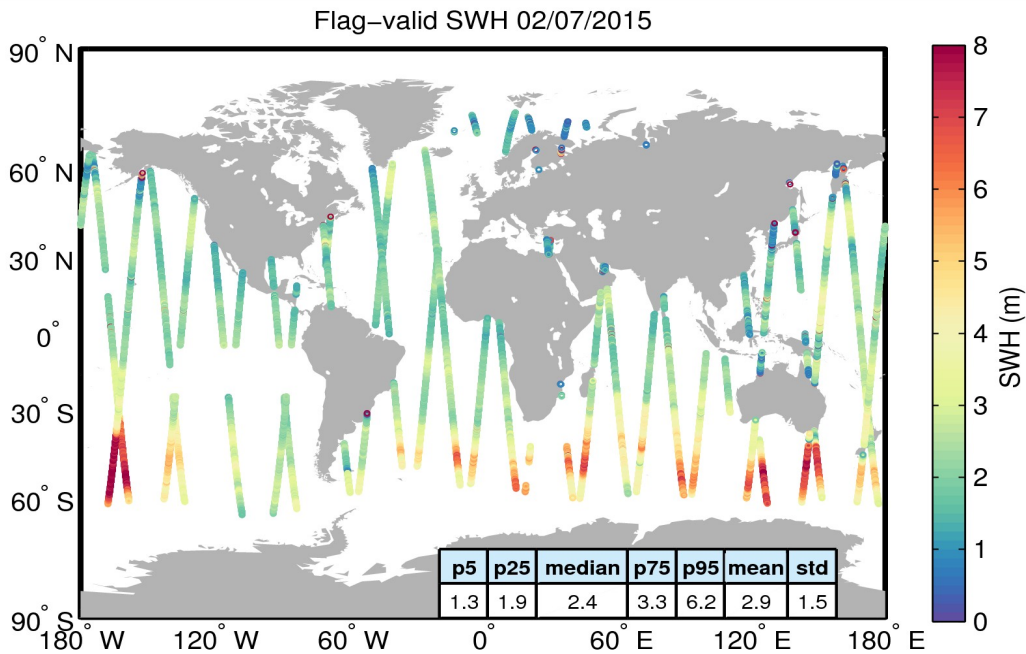 Flag−valid SWH 02/07/2015
90° N
60° N
30° N
0°
30° S
60° S
90° S
180° W
120° W
60° W
0°
60° E
120° E
180° E
p5 p25 median p75 p95 mean std
1.3 1.9 2.4 3.3 6.2 2.9 1.5
8
7
6
5
4
3
2
1
0
SWH (m)